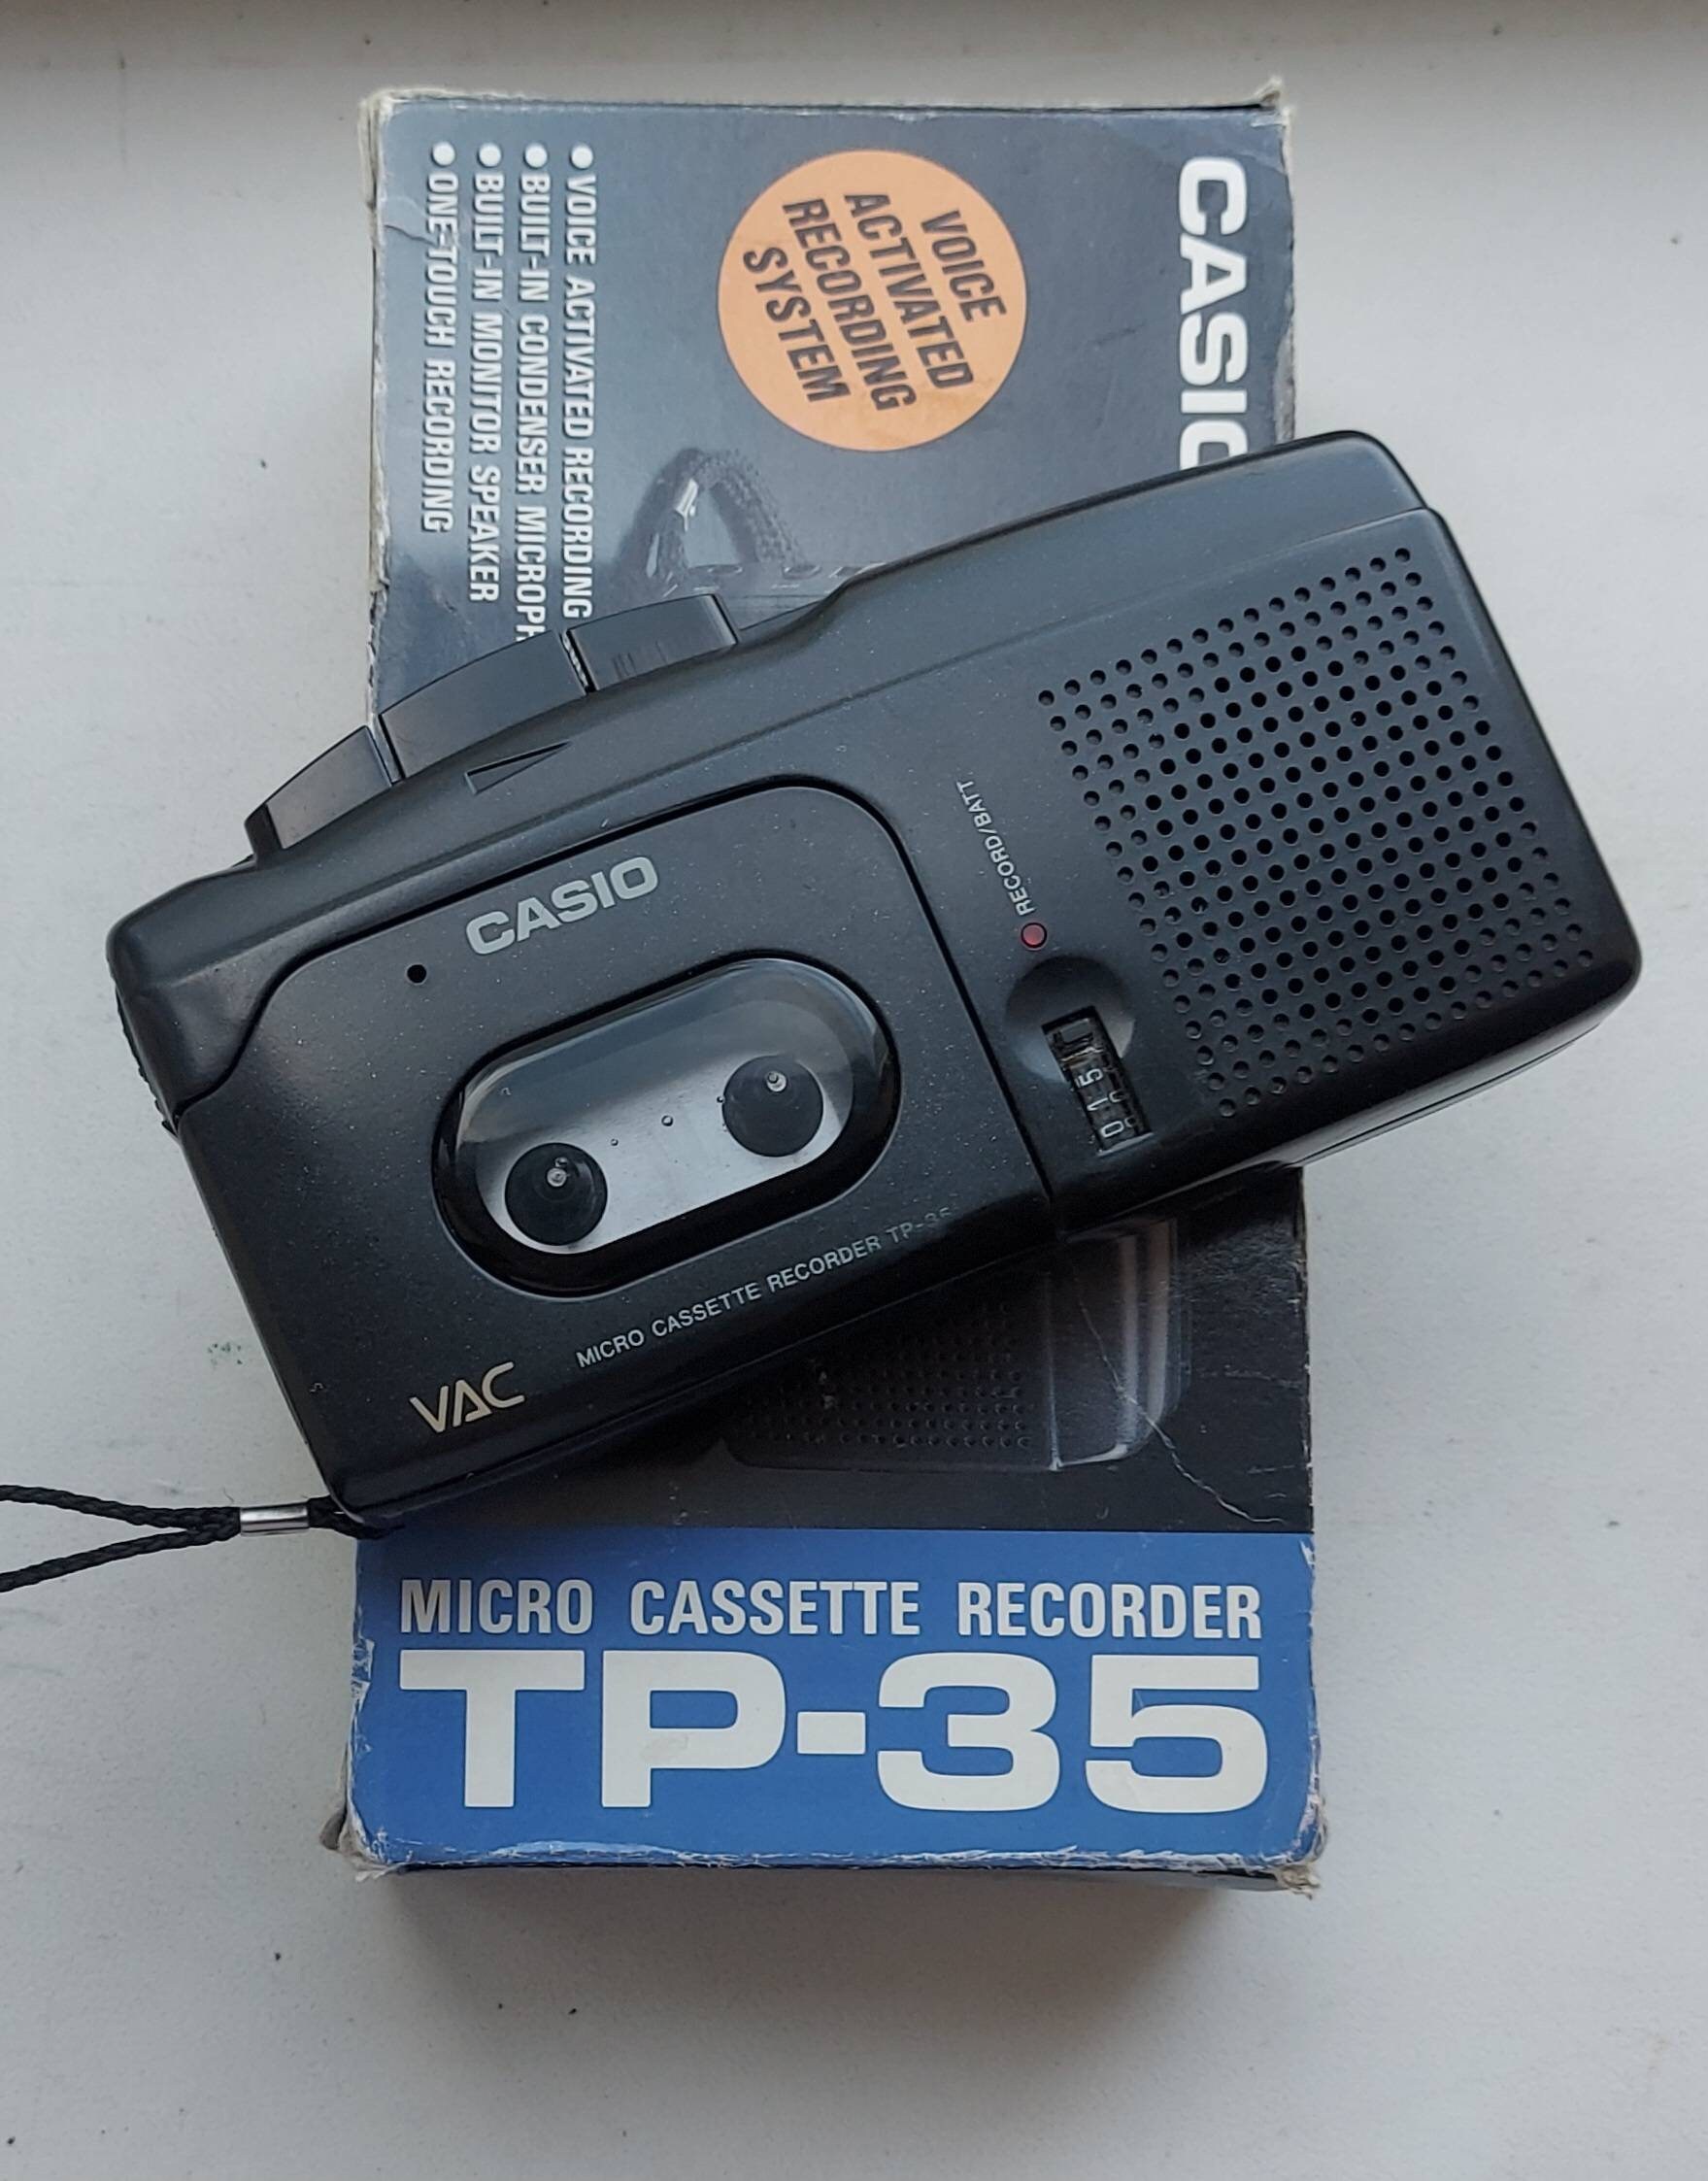 CASIO
VOICE
ACTIVATED
RECORDING
SYSTEM
●VOICE ACTIVATED RECORDING
●BUILT-IN CONDENSER
●BUILT-IN MONITOR SPEAKER
●ONE-TOUCH RECORDING
RECORD/BATT
CASIO
015
MICRO CASSETTE RECORDER TP-35
VAC
MICRO CASSETTE RECORDER
TP-35